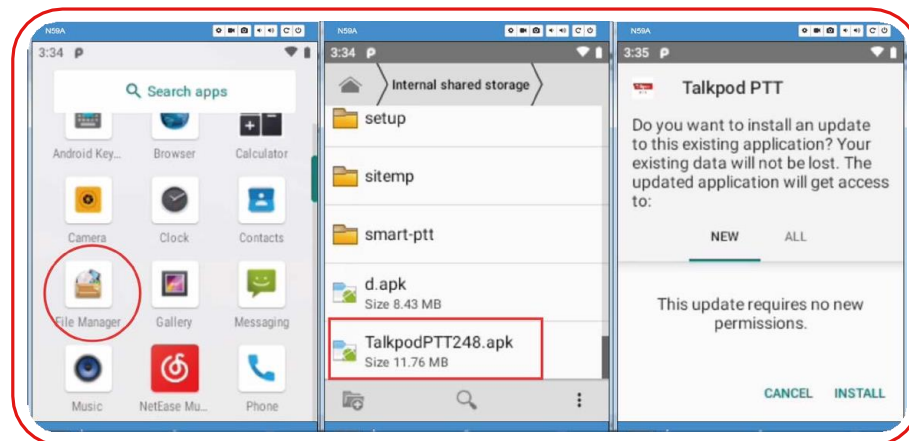 N59A
3:34
Search apps
Android Key...
Browser
Calculator
Camera
Clock
Contacts
File Manager
Gallery
Messaging
Music
NetEase Mu...
Phone
N59A
3:34
Internal shared storage
setup
sitemp
smart-ptt
d.apk
Size 8.43 MB
TalkpodPTT248.apk
Size 11.76 MB
N59A
3:35
Talkpod PTT
Do you want to install an update
to this existing application? Your
existing data will not be lost. The
updated application will get access
to:
NEW ALL
This update requires no new
permissions.
CANCEL INSTALL